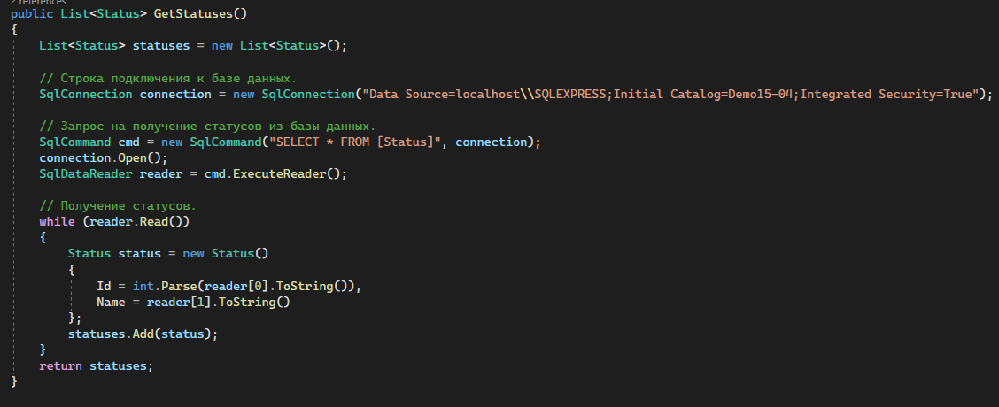 2 references
public List<Status> GetStatuses()
{
List<Status> statuses = new List<Status>();
// Строка подключения к базе данных.
SqlConnection connection = new SqlConnection("Data Source=localhost\\SQLEXPRESS;Initial Catalog=Demo15-04;Integrated Security=True");
// Запрос на получение статусов из базы данных.
SqlCommand cmd = new SqlCommand("SELECT * FROM [Status]", connection);
connection.Open();
SqlDataReader reader = cmd.ExecuteReader();
// Получение статусов.
while (reader.Read())
{
Status status = new Status()
{
Id = int.Parse(reader[0].ToString()),
Name = reader[1].ToString()
};
statuses.Add(status);
}
return statuses;
}